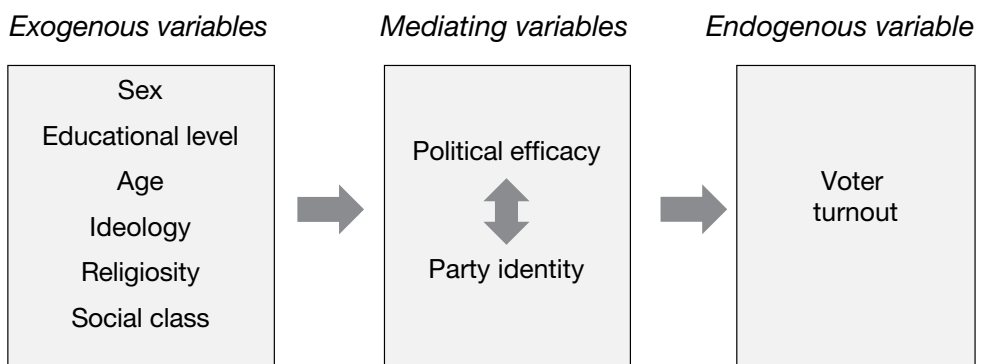 Exogenous variables
Mediating variables
Endogenous variable
Sex
Educational level
Age
Ideology
Religiosity
Social class
Political efficacy
Party identity
Voter
turnout